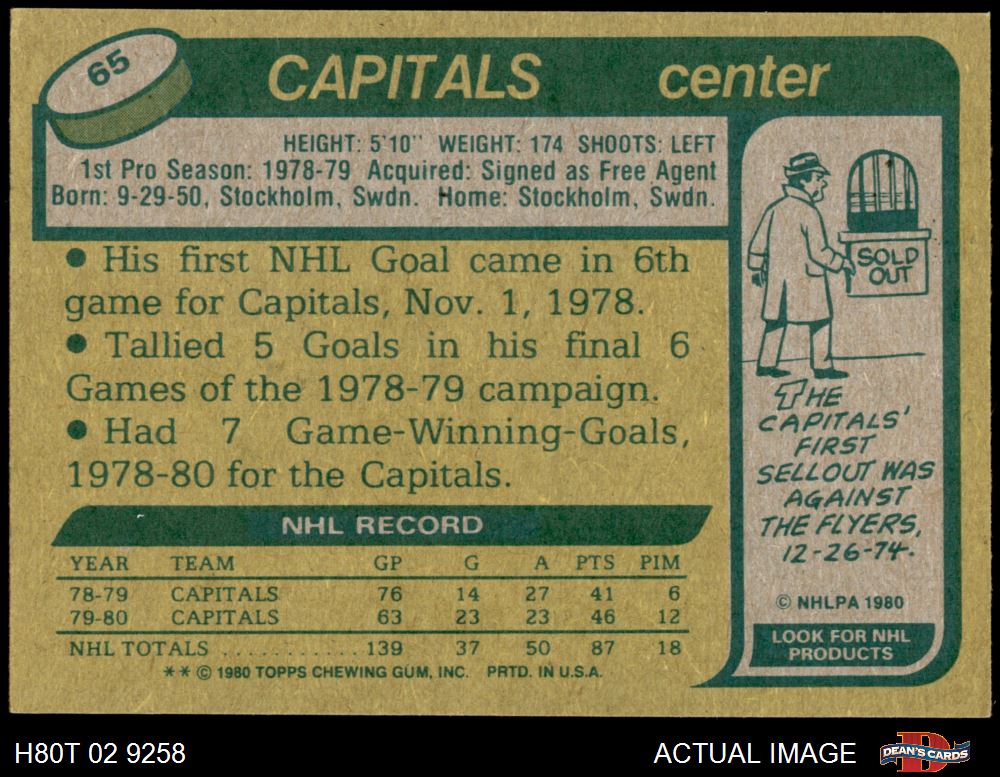 65
CAPITALS center
HEIGHT: 5'10" WEIGHT: 174 SHOOTS: LEFT
1st Pro Season: 1978-79 Acquired: Signed as Free Agent
Born: 9-29-50, Stockholm, Swdn. Home: Stockholm, Swdn.
● His first NHL Goal came in 6th
game for Capitals, Nov. 1, 1978.
● Tallied 5 Goals in his final 6
Games of the 1978-79 campaign.
● Had 7 Game-Winning-Goals,
1978-80 for the Capitals.
NHL RECORD
YEAR TEAM GP G A PTS PIM
78-79 CAPITALS 76 14 27 41 6
79-80 CAPITALS 63 23 23 46 12
NHL TOTALS ............ 139 37 50 87 18
** © 1980 TOPPS CHEWING GUM, INC. PRTD. IN U.S.A.
SOLD
OUT
THE
CAPITALS'
FIRST
SELLOUT WAS
AGAINST
THE FLYERS,
12-26-74.
© NHLPA 1980
LOOK FOR NHL
PRODUCTS
H80T 02 9258
ACTUAL IMAGE
D
DEAN'S CARDS